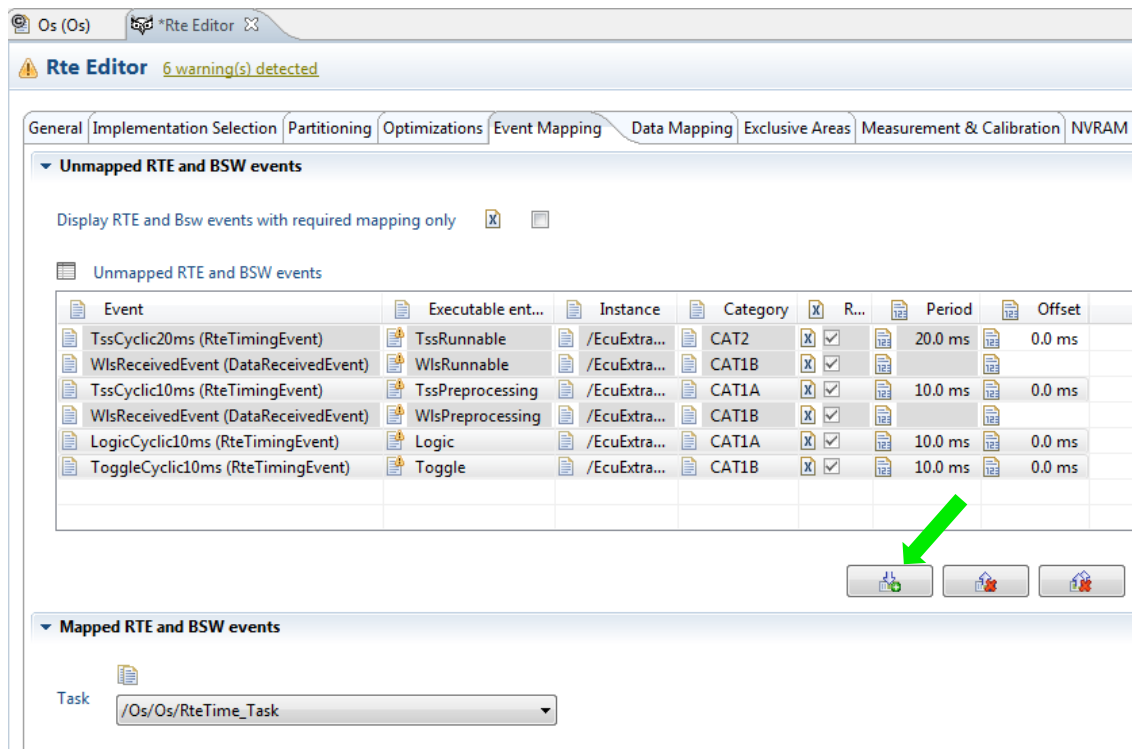 Os (Os) *Rte Editor
Rte Editor 6 warning(s) detected
General Implementation Selection Partitioning Optimizations Event Mapping Data Mapping Exclusive Areas Measurement & Calibration NVRAM
Unmapped RTE and BSW events
Display RTE and Bsw events with required mapping only
Unmapped RTE and BSW events
Event Executable ent... Instance Category R... Period Offset
TssCyclic20ms (RteTimingEvent) TssRunnable /EcuExtra... CAT2 20.0 ms 0.0 ms
WlsReceivedEvent (DataReceivedEvent) WlsRunnable /EcuExtra... CAT1B
TssCyclic10ms (RteTimingEvent) TssPreprocessing /EcuExtra... CAT1A 10.0 ms 0.0 ms
WlsReceivedEvent (DataReceivedEvent) WlsPreprocessing /EcuExtra... CAT1B
LogicCyclic10ms (RteTimingEvent) Logic /EcuExtra... CAT1A 10.0 ms 0.0 ms
ToggleCyclic10ms (RteTimingEvent) Toggle /EcuExtra... CAT1B 10.0 ms 0.0 ms
Mapped RTE and BSW events
Task
/Os/Os/RteTime_Task